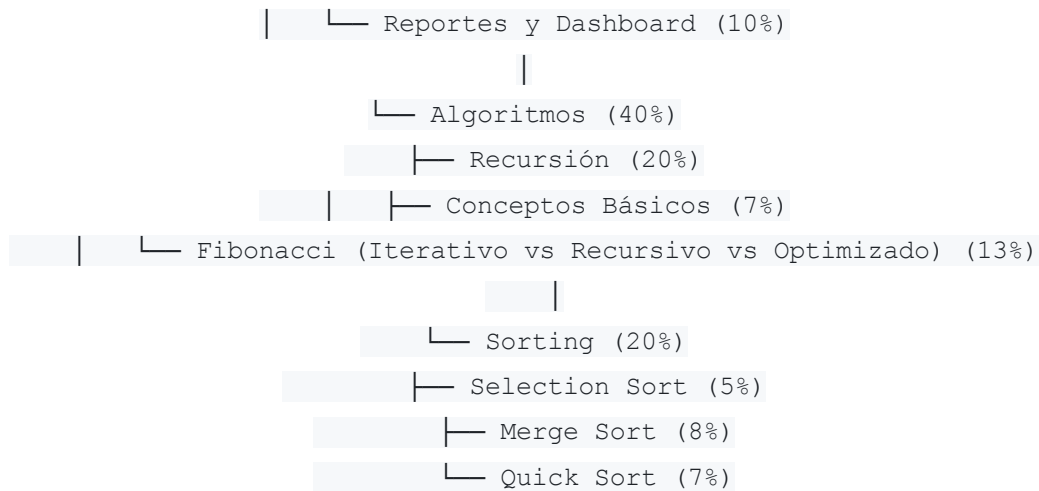 │   └── Reportes y Dashboard (10%)
│
└── Algoritmos (40%)
├── Recursión (20%)
│   ├── Conceptos Básicos (7%)
│   └── Fibonacci (Iterativo vs Recursivo vs Optimizado) (13%)
│
└── Sorting (20%)
├── Selection Sort (5%)
├── Merge Sort (8%)
└── Quick Sort (7%)